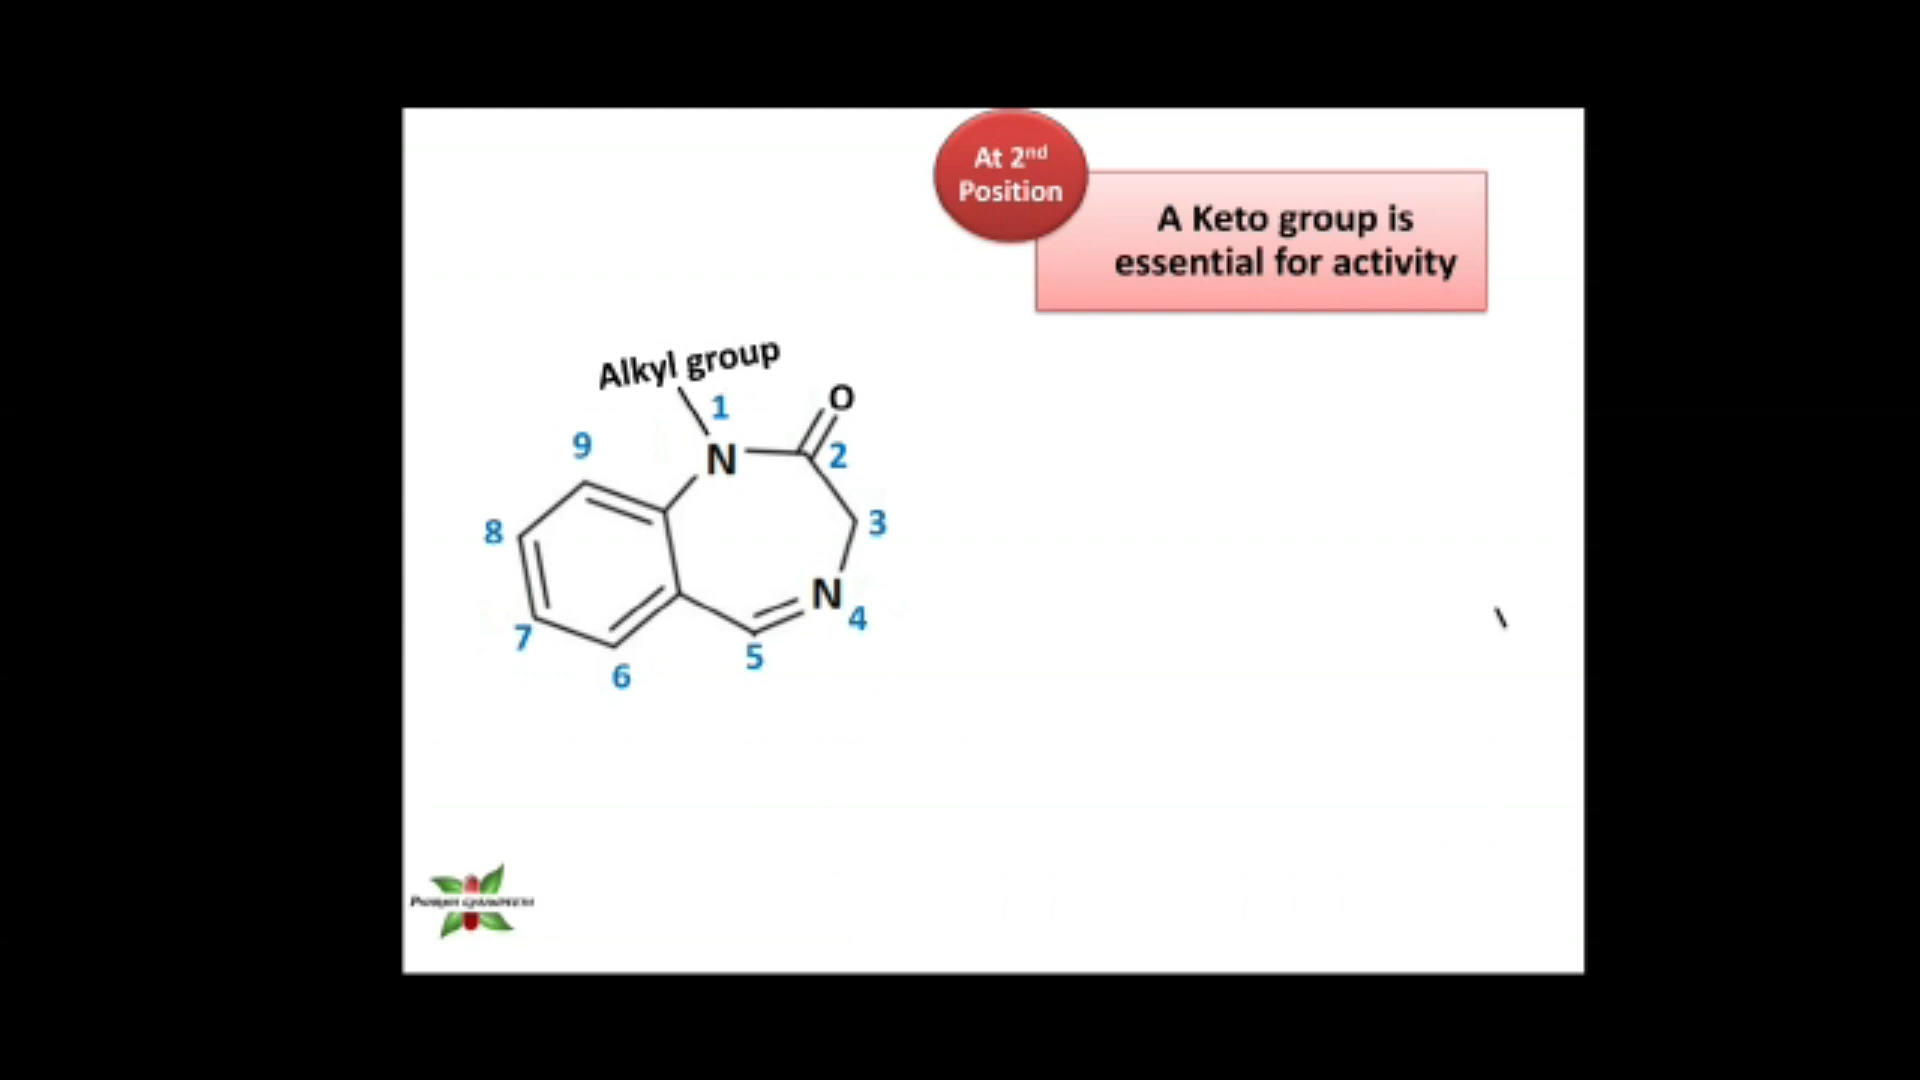 At 2nd
Position
A Keto group is
essential for activity
Alkyl group
O
1
N
2
9
3
8
N
4
7
5
6